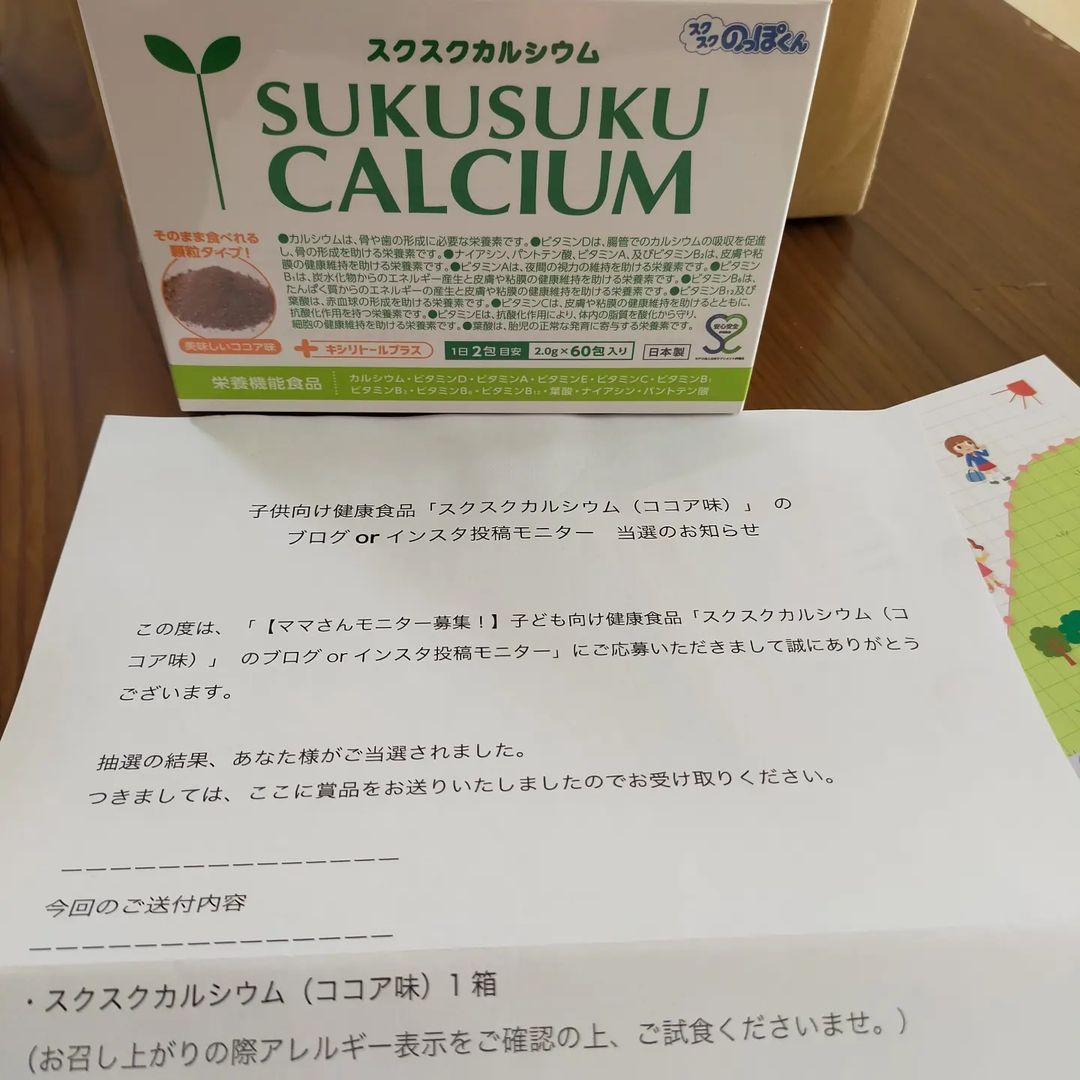 スクスクのっぽくん
スクスクカルシウム
SUKUSUKU
CALCIUM
そのまま食べれる
顆粒タイプ！
●カルシウムは、骨や歯の形成に必要な栄養素です。●ビタミンDは、腸管でのカルシウムの吸収を促進
し、骨の形成を助ける栄養素です。●ナイアシン、パントテン酸、ビタミンA、及びビタミンB₂は、皮膚や粘
膜の健康維持を助ける栄養素です。●ビタミンAは、夜間の視力の維持を助ける栄養素です。●ビタミン
B₁は、炭水化物からのエネルギー産生と皮膚や粘膜の健康維持を助ける栄養素です。●ビタミンB₆は、
たんぱく質からのエネルギーの産生と皮膚や粘膜の健康維持を助ける栄養素です。●ビタミンB₁₂及び
葉酸は、赤血球の形成を助ける栄養素です。●ビタミンCは、皮膚や粘膜の健康維持を助けるとともに、
抗酸化作用を持つ栄養素です。●ビタミンEは、抗酸化作用により、体内の脂質を酸化から守り、
細胞の健康維持を助ける栄養素です。●葉酸は、胎児の正常な発育に寄与する栄養素です。
美味しいココア味
キシリトールプラス
1日2包目安 2.0g×60包入り
日本製
安心安全
栄養機能食品
カルシウム・ビタミンD・ビタミンA・ビタミンE・ビタミンC・ビタミンB₁
ビタミンB₂・ビタミンB₆・ビタミンB₁₂・葉酸・ナイアシン・パントテン酸
子供向け健康食品「スクスクカルシウム（ココア味）」 の
ブログ or インスタ投稿モニター　当選のお知らせ
この度は、「【ママさんモニター募集！】子ども向け健康食品「スクスクカルシウム（コ
コア味）」 のブログ or インスタ投稿モニター」にご応募いただきまして誠にありがとう
ございます。
抽選の結果、あなた様がご当選されました。
つきましては、ここに賞品をお送りいたしましたのでお受け取りください。
今回のご送付内容
・スクスクカルシウム（ココア味）1 箱
（お召し上がりの際アレルギー表示をご確認の上、ご試食くださいませ。）